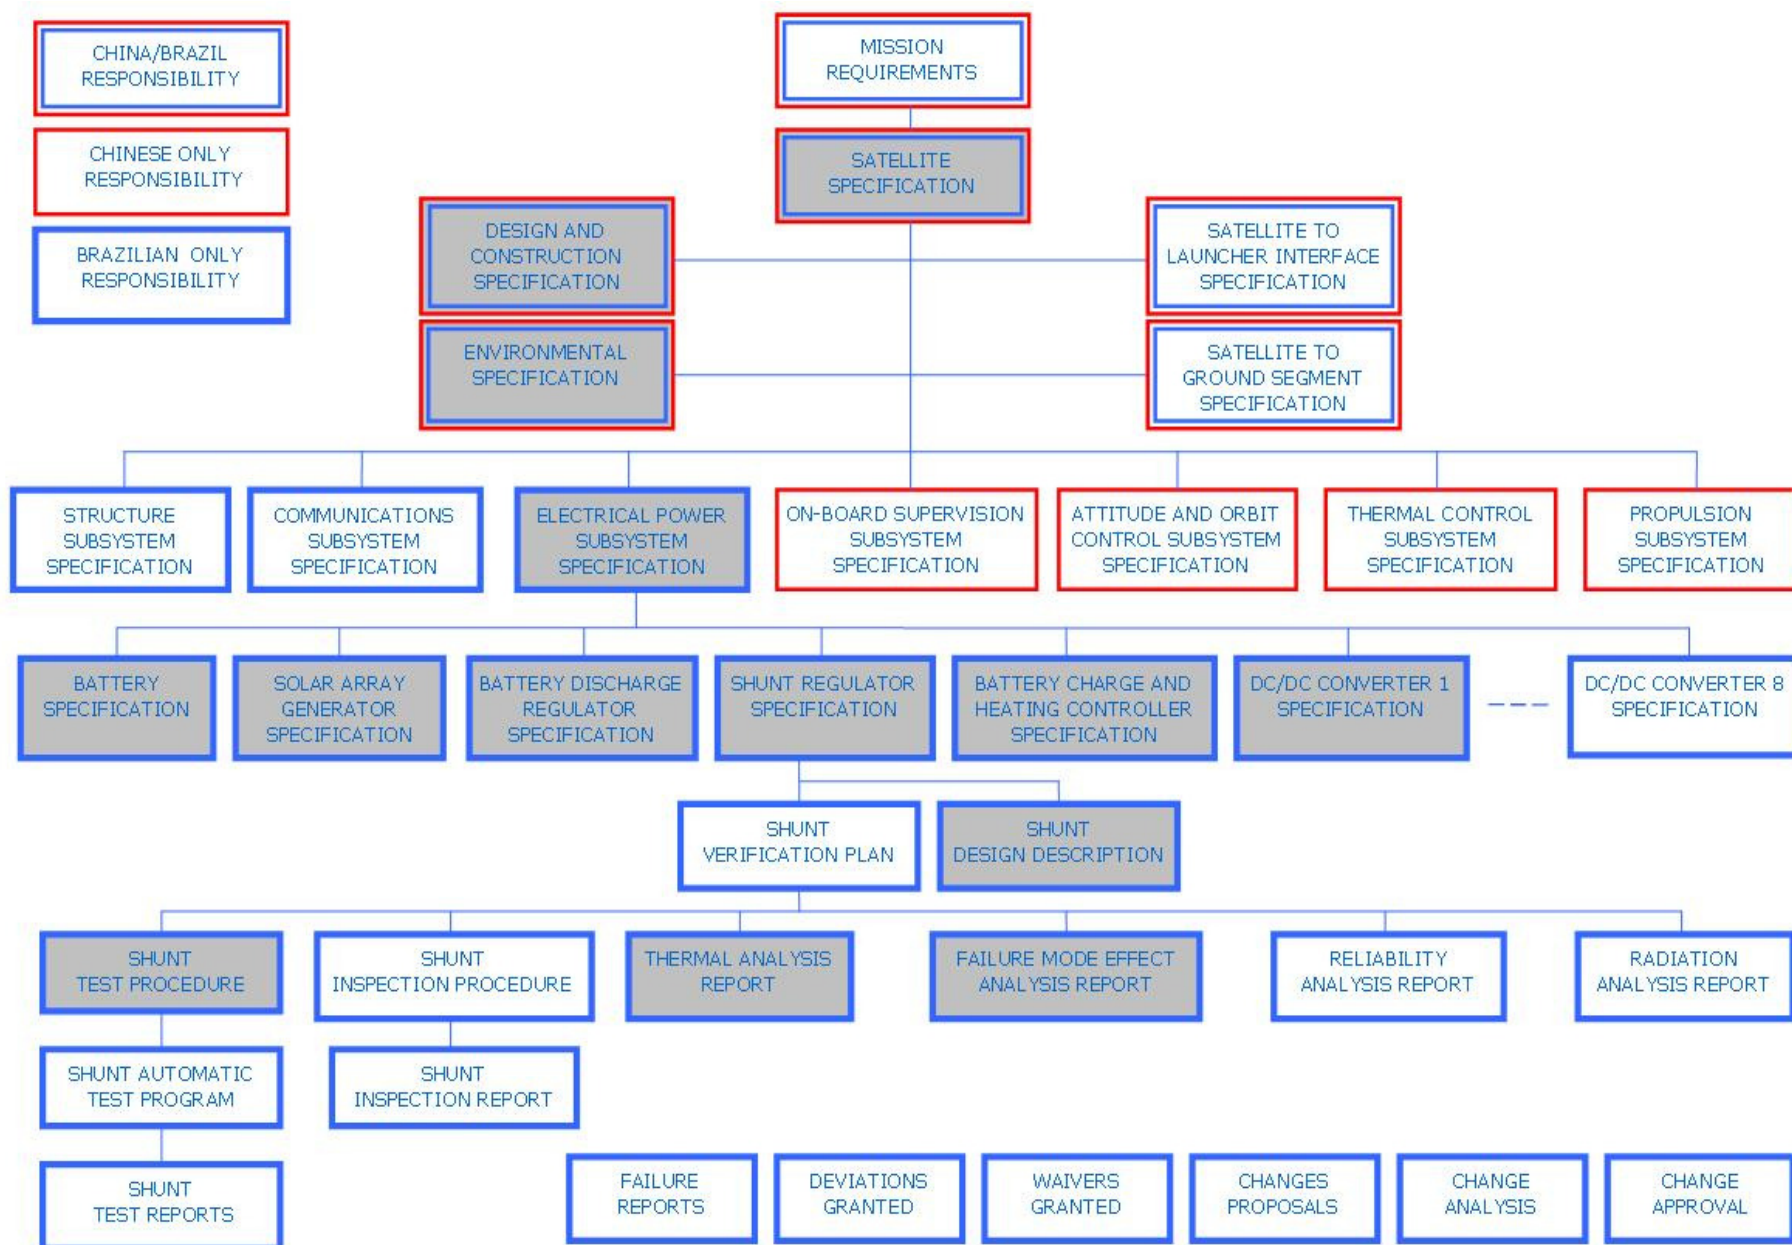 CHINA/BRAZIL
RESPONSIBILITY
CHINESE ONLY
RESPONSIBILITY
BRAZILIAN ONLY
RESPONSIBILITY
MISSION
REQUIREMENTS
SATELLITE
SPECIFICATION
DESIGN AND
CONSTRUCTION
SPECIFICATION
SATELLITE TO
LAUNCHER INTERFACE
SPECIFICATION
ENVIRONMENTAL
SPECIFICATION
SATELLITE TO
GROUND SEGMENT
SPECIFICATION
STRUCTURE
SUBSYSTEM
SPECIFICATION
COMMUNICATIONS
SUBSYSTEM
SPECIFICATION
ELECTRICAL POWER
SUBSYSTEM
SPECIFICATION
ON-BOARD SUPERVISION
SUBSYSTEM
SPECIFICATION
ATTITUDE AND ORBIT
CONTROL SUBSYSTEM
SPECIFICATION
THERMAL CONTROL
SUBSYSTEM
SPECIFICATION
PROPULSION
SUBSYSTEM
SPECIFICATION
BATTERY
SPECIFICATION
SOLAR ARRAY
GENERATOR
SPECIFICATION
BATTERY DISCHARGE
REGULATOR
SPECIFICATION
SHUNT REGULATOR
SPECIFICATION
BATTERY CHARGE AND
HEATING CONTROLLER
SPECIFICATION
DC/DC CONVERTER 1
SPECIFICATION
DC/DC CONVERTER 8
SPECIFICATION
SHUNT
VERIFICATION PLAN
SHUNT
DESIGN DESCRIPTION
SHUNT
TEST PROCEDURE
SHUNT
INSPECTION PROCEDURE
THERMAL ANALYSIS
REPORT
FAILURE MODE EFFECT
ANALYSIS REPORT
RELIABILITY
ANALYSIS REPORT
RADIATION
ANALYSIS REPORT
SHUNT AUTOMATIC
TEST PROGRAM
SHUNT
INSPECTION REPORT
SHUNT
TEST REPORTS
FAILURE
REPORTS
DEVIATIONS
GRANTED
WAIVERS
GRANTED
CHANGES
PROPOSALS
CHANGE
ANALYSIS
CHANGE
APPROVAL